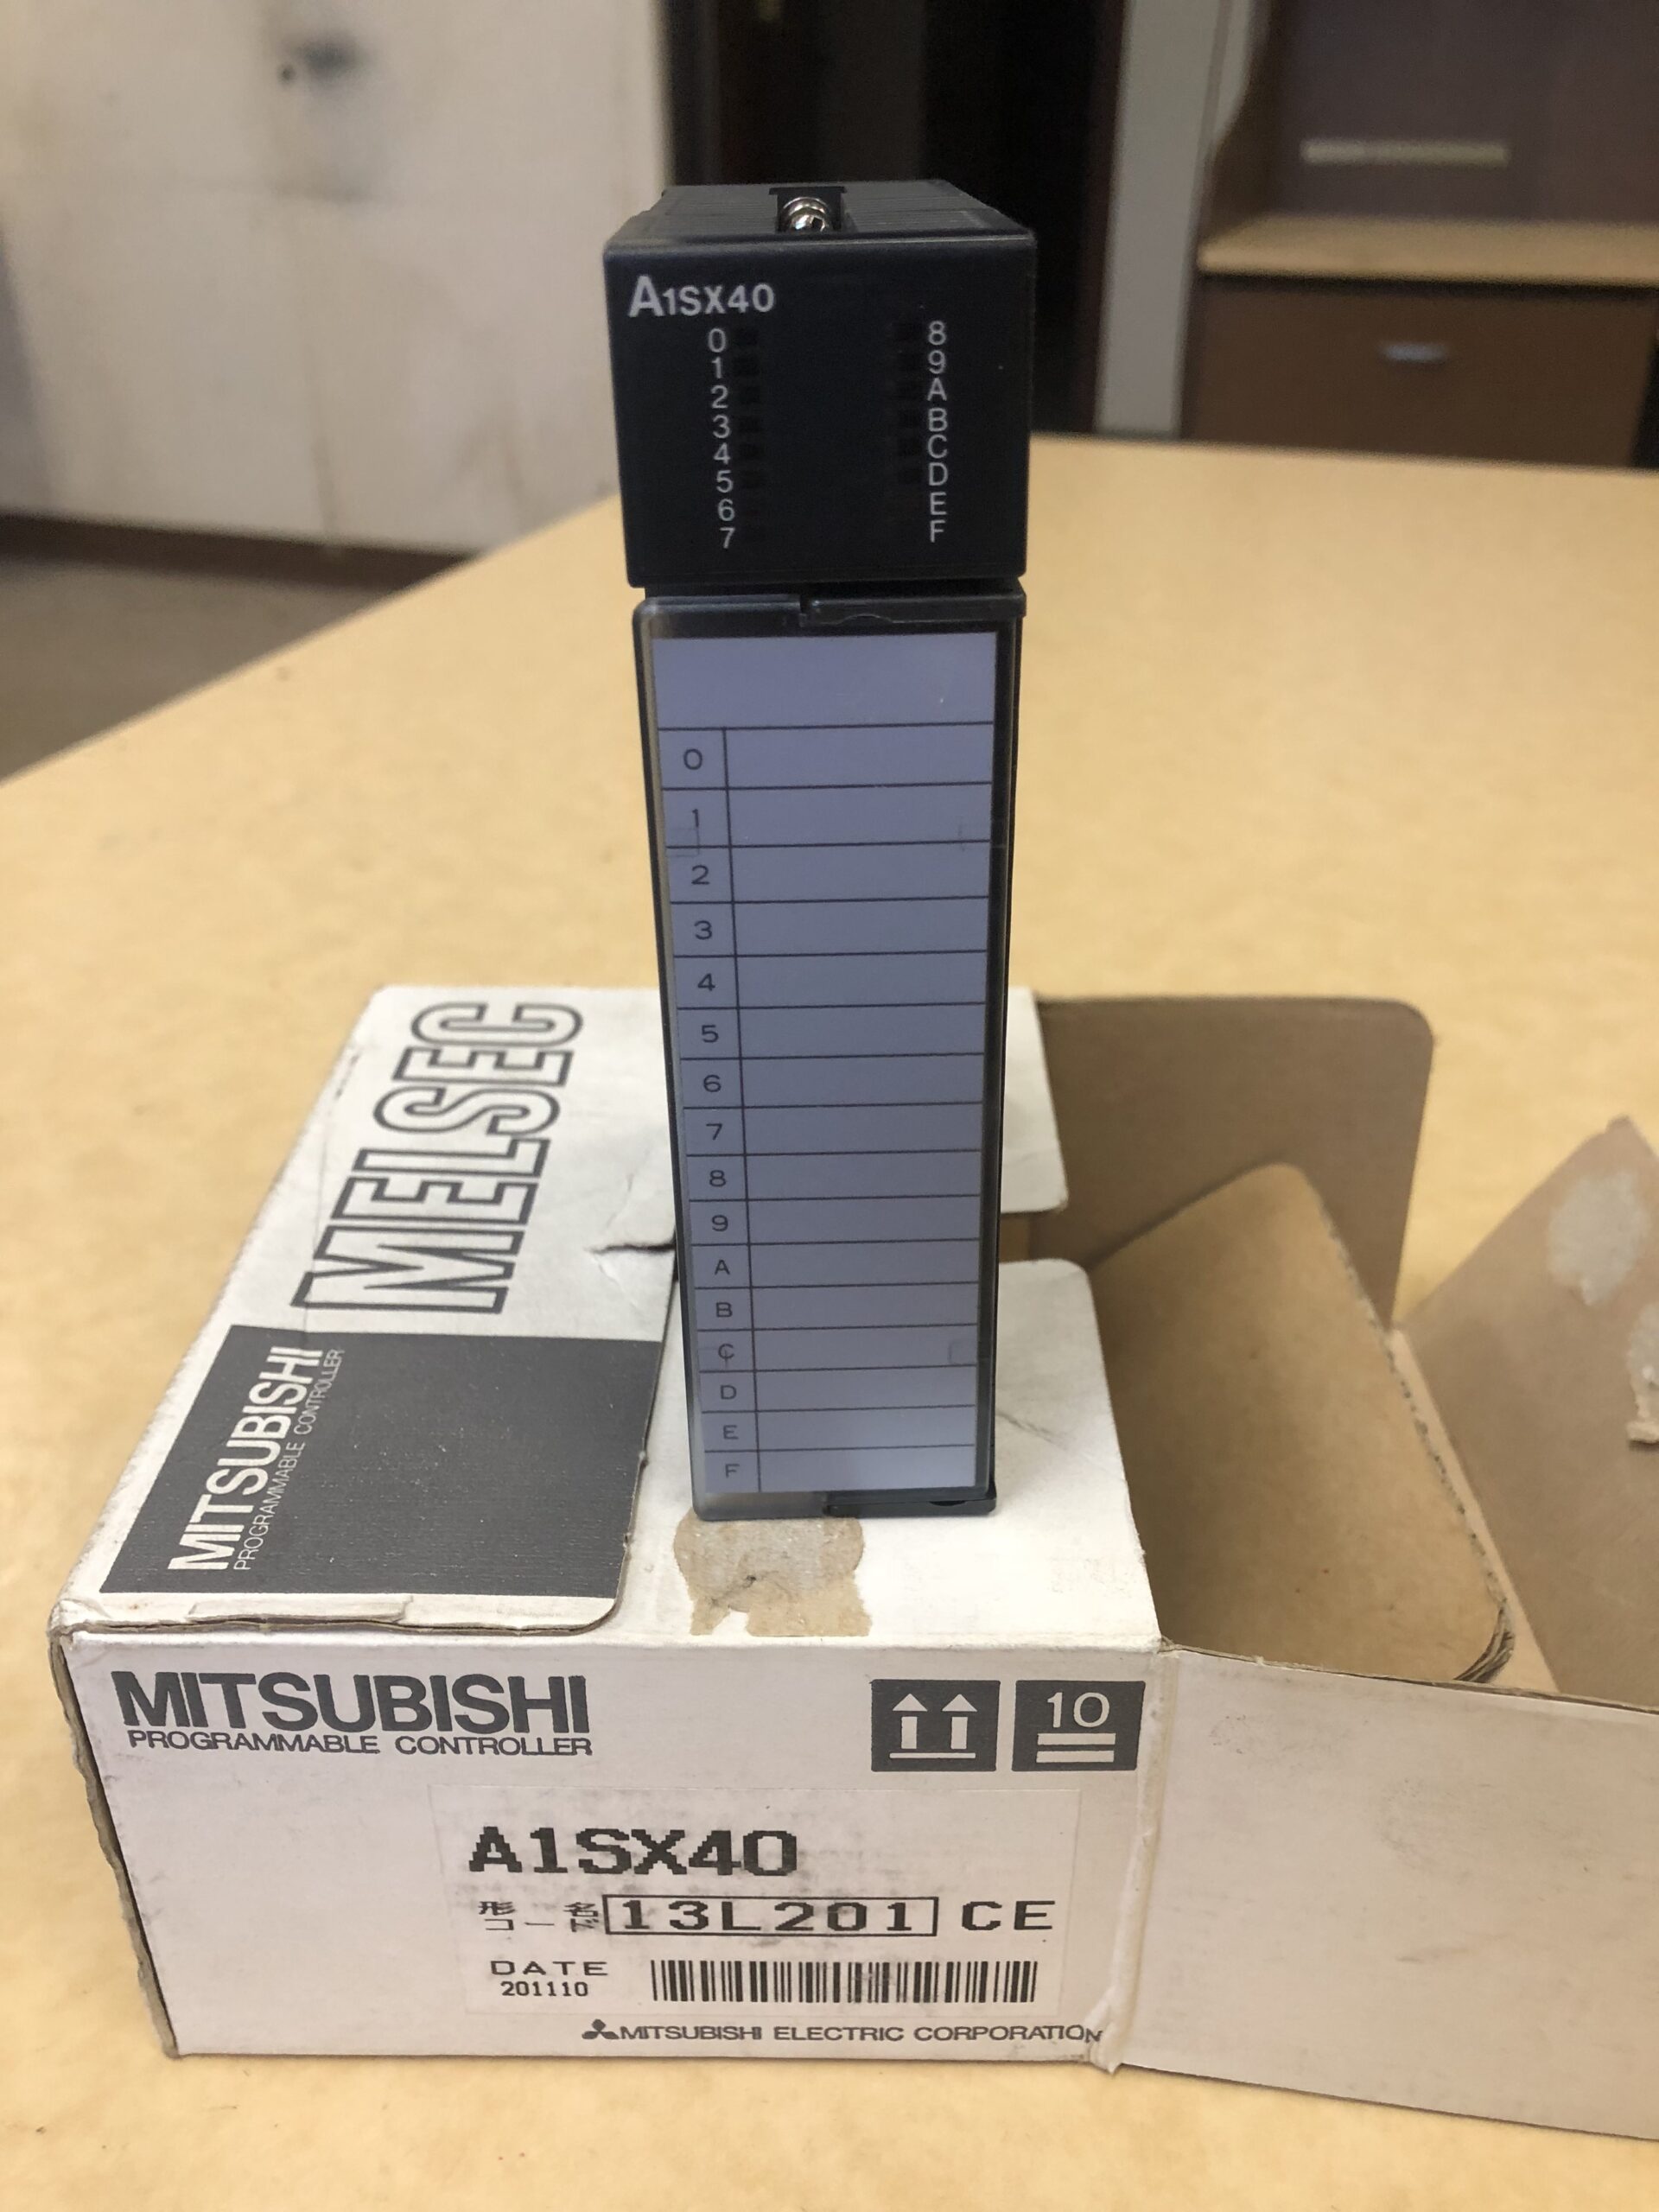 A1SX40
0 8
1 9
2 A
3 B
4 C
5 D
6 E
7 F
0
1
2
3
4
5
6
7
8
9
A
B
C
D
E
F
MELSEC
MITSUBISHI
PROGRAMMABLE CONTROLLER
MITSUBISHI
PROGRAMMABLE CONTROLLER
10
A1SX40
形名
コード 13L201 CE
DATE
201110
MITSUBISHI ELECTRIC CORPORATION